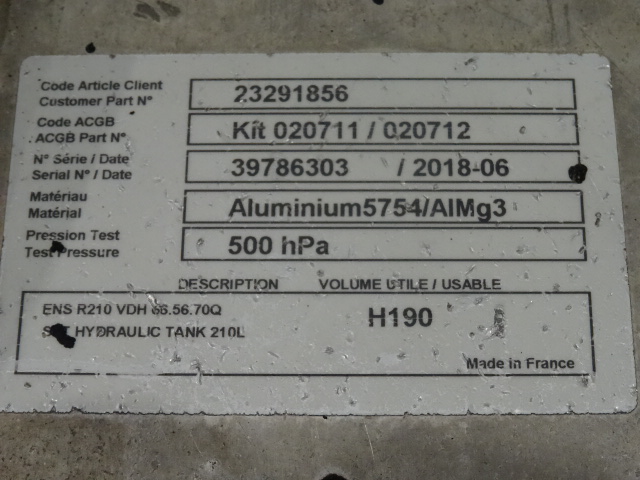 Code Article Client
Customer Part N°
23291856
Code ACGB
ACGB Part N°
Kit 020711 / 020712
N° Série / Date
Serial N° / Date
39786303 / 2018-06
Matériau
Matérial
Aluminium5754/AlMg3
Pression Test
Test Pressure
500 hPa
DESCRIPTION VOLUME UTILE / USABLE
ENS R210 VDH 66.56.70Q
HYDRAULIC TANK 210L
H190
Made in France